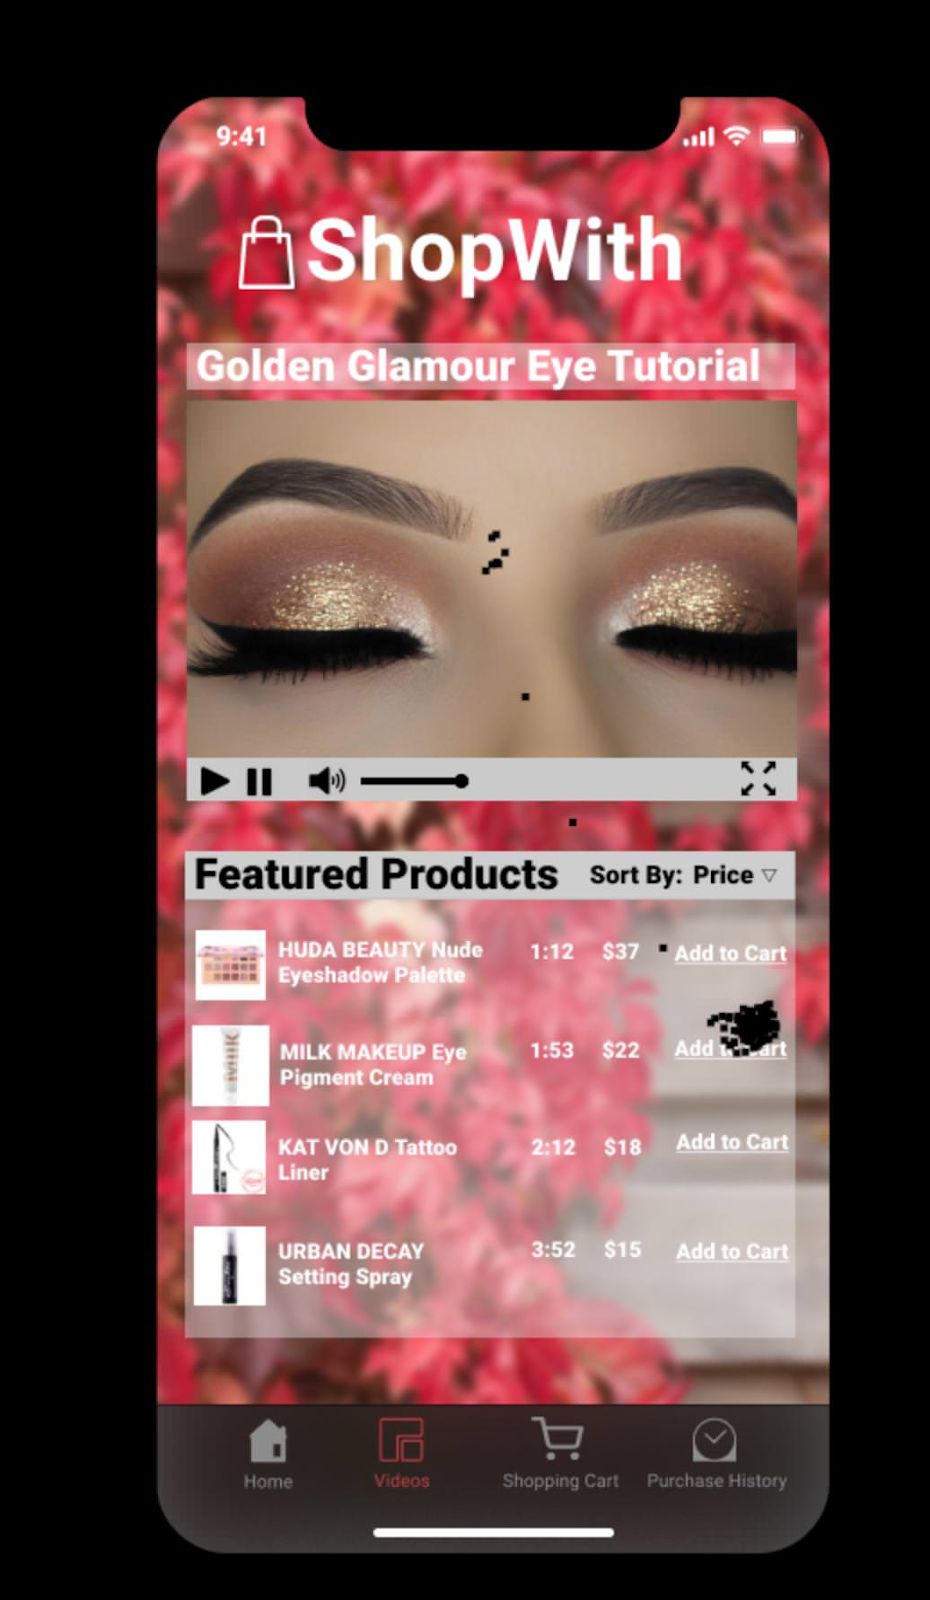 9:41
ShopWith
Golden Glamour Eye Tutorial
Featured Products Sort By: Price
HUDA BEAUTY Nude 1:12 $37 Add to Cart
Eyeshadow Palette
MILK MAKEUP Eye 1:53 $22 Add
Pigment Cream
KAT VON D Tattoo 2:12 $18 Add to Cart
Liner
URBAN DECAY 3:52 $15 Add to Cart
Setting Spray
Home Videos Shopping Cart Purchase History